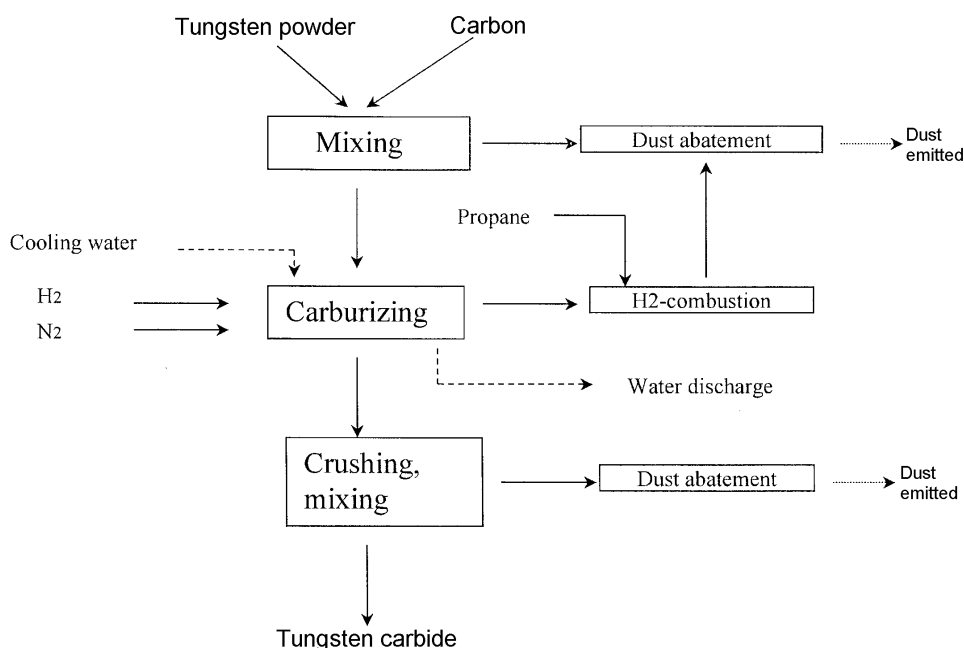 Tungsten powder
Carbon
Mixing
Dust abatement
Dust
emitted
Propane
Cooling water
H2
N2
Carburizing
H2-combustion
Water discharge
Crushing,
mixing
Dust abatement
Dust
emitted
Tungsten carbide